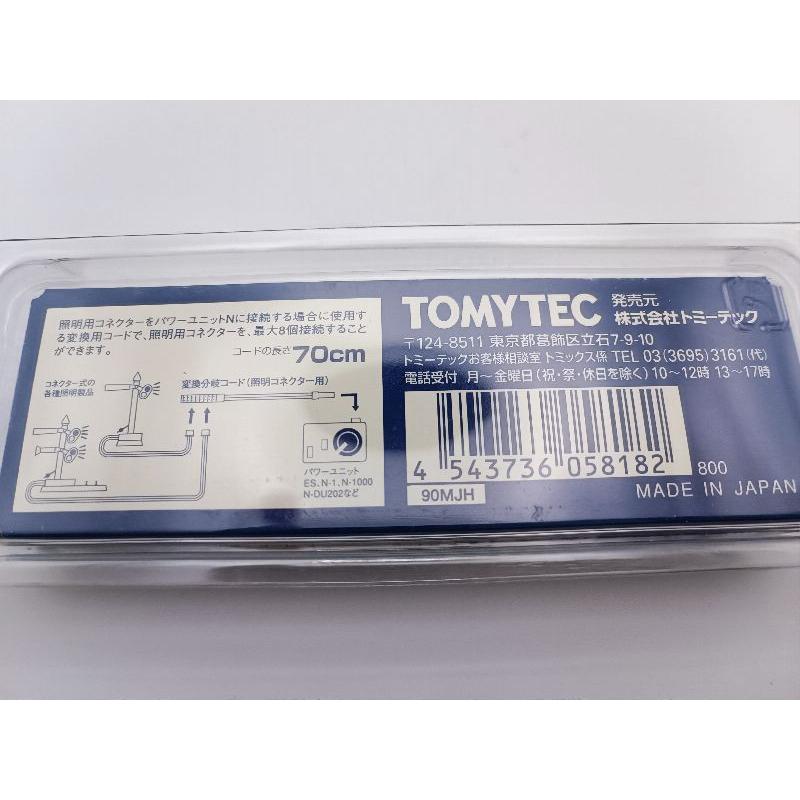 照明用コネクターをパワーユニットNに接続する場合に使用す
る変換用コードで、照明用コネクターを、最大8個接続すること
ができます。
コードの長さ70cm
コネクター式の
各種照明製品
変換分岐コード(照明コネクター用)
パワーユニット
ES、N-1、N-1000
N-DU202など
TOMYTEC 発売元
株式会社トミーテック
〒124-8511 東京都葛飾区立石7-9-10
トミーテックお客様相談室 トミックス係 TEL 03(3695)3161(代)
電話受付 月〜金曜日(祝・祭・休日を除く)10〜12時 13〜17時
4 543736 058182
800
90MJH
MADE IN JAPAN